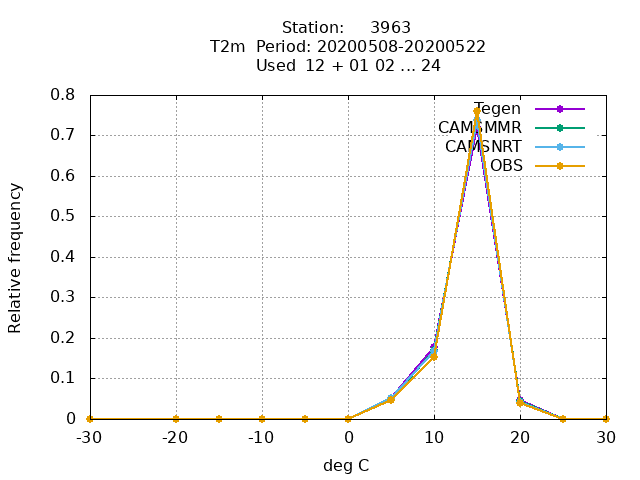 Station:     3963
T2m  Period: 20200508-20200522
Used  12 + 01 02 ... 24
0.8
0.7
0.6
0.5
0.4
0.3
0.2
0.1
0
-30
-20
-10
0
10
20
30
Relative frequency
deg C
Tegen
CAMSMMR
CAMSNRT
OBS